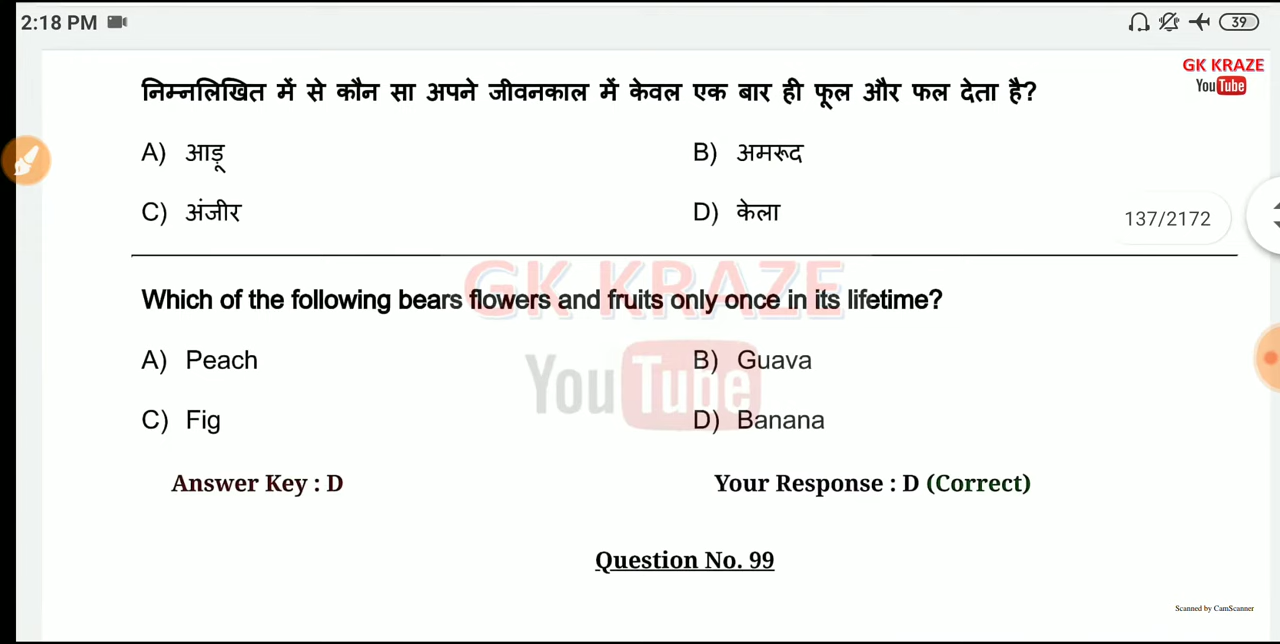 2:18 PM
39
GK KRAZE
YouTube
निम्नलिखित में से कौन सा अपने जीवनकाल में केवल एक बार ही फूल और फल देता है?
A) आड़ू B) अमरूद
C) अंजीर D) केला
137/2172
GK KRAZE
Which of the following bears flowers and fruits only once in its lifetime?
A) Peach B) Guava
YouTube
C) Fig D) Banana
Answer Key : D Your Response : D (Correct)
Question No. 99
Scanned by CamScanner